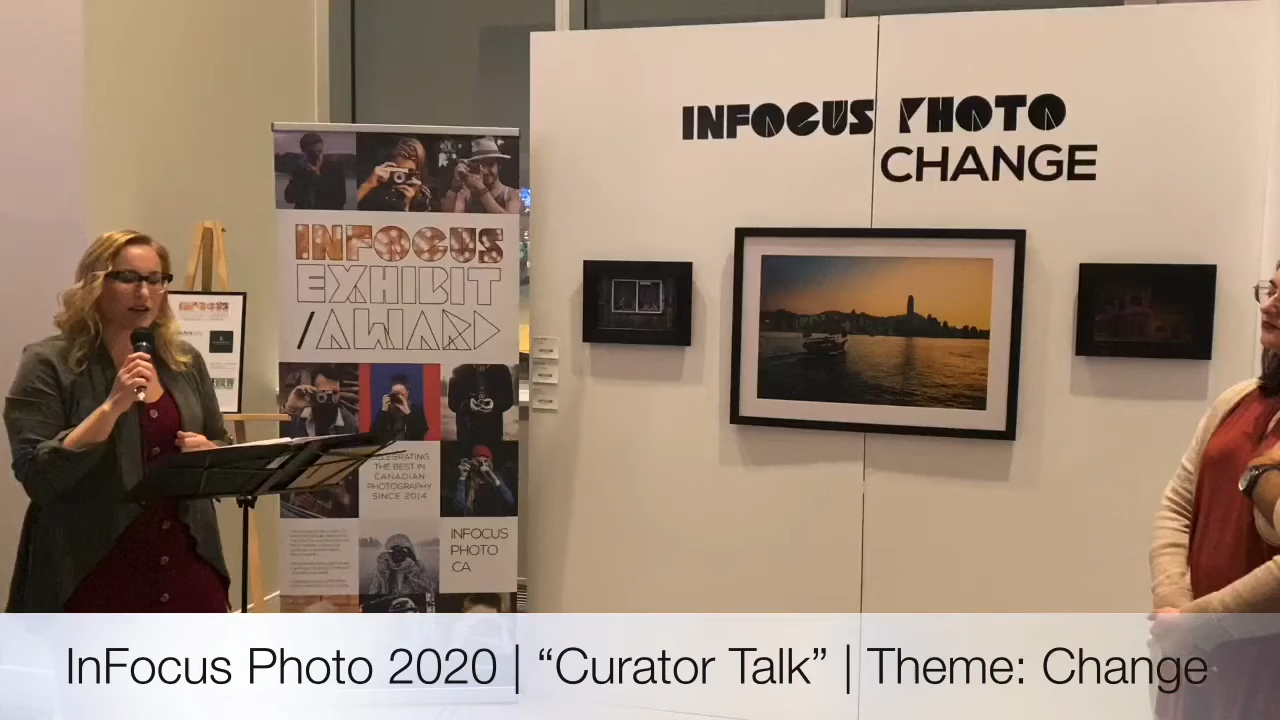 INFOCUS PHOTO
CHANGE
INFOCUS
EXHIBIT
/AWARD
CELEBRATING
THE BEST IN
CANADIAN
PHOTOGRAPHY
SINCE 2014
INFOCUS
PHOTO
CA
InFocus Photo 2020 | “Curator Talk” | Theme: Change